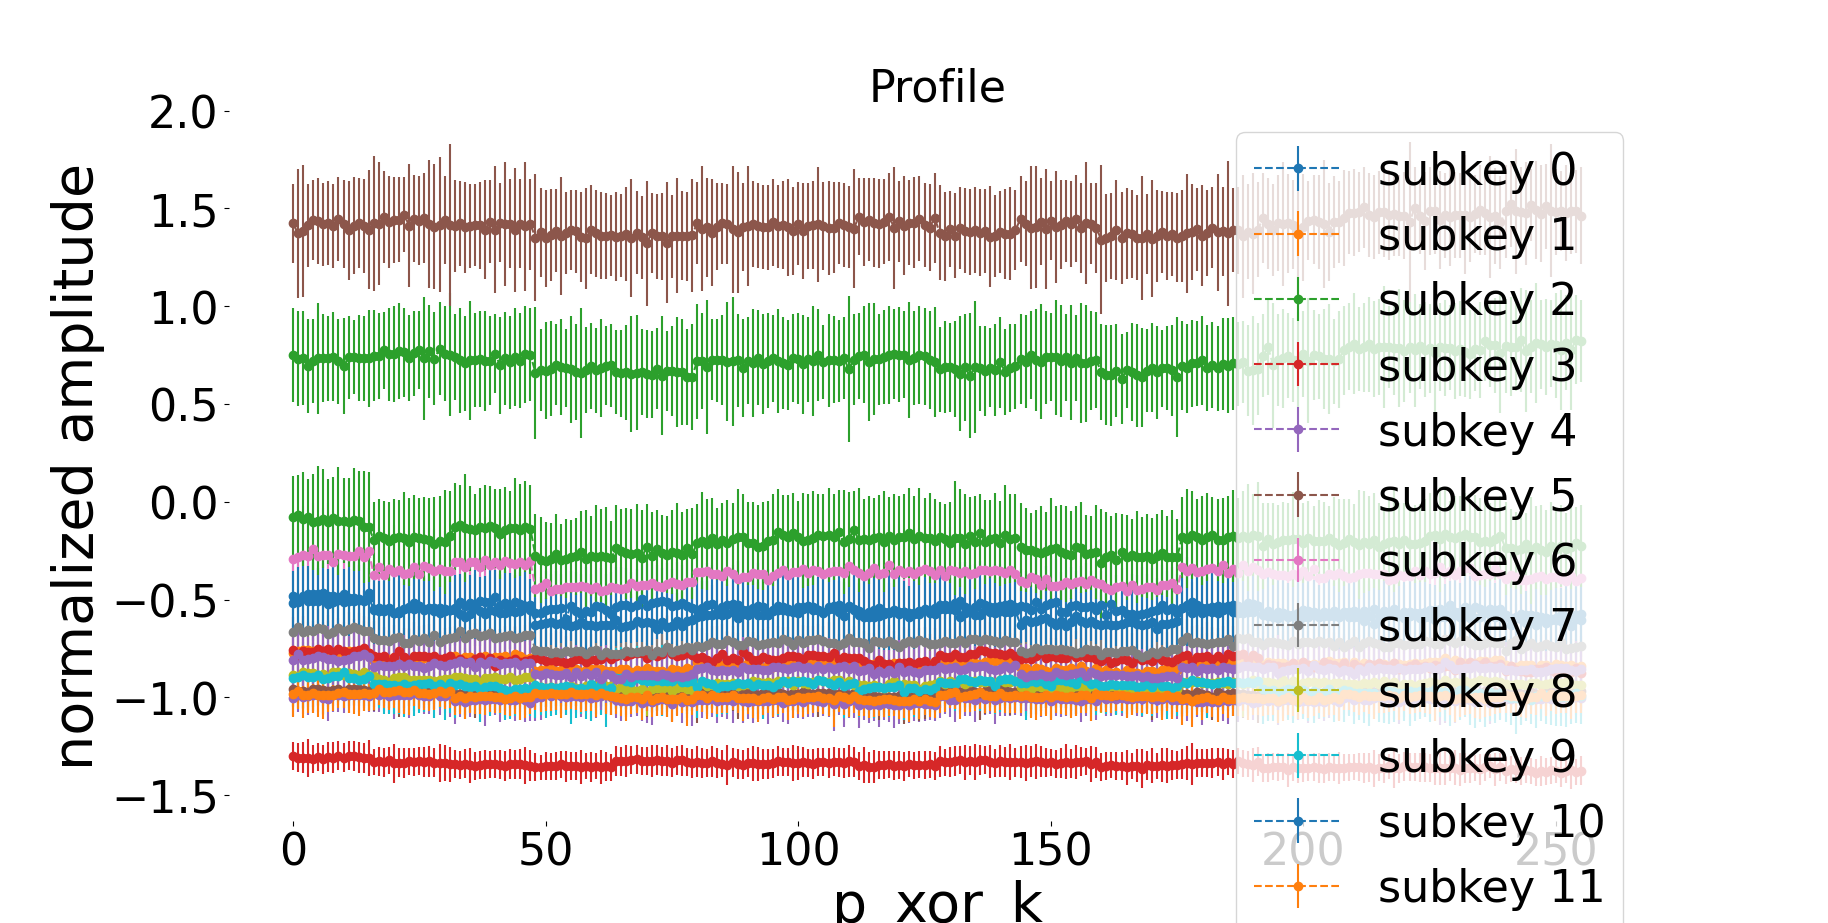 Profile
normalized amplitude
2.0
1.5
1.0
0.5
0.0
−0.5
−1.0
−1.5
0
50
100
150
200
250
p_xor_k
subkey 0
subkey 1
subkey 2
subkey 3
subkey 4
subkey 5
subkey 6
subkey 7
subkey 8
subkey 9
subkey 10
subkey 11